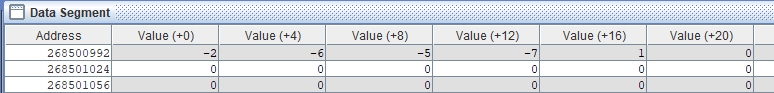 Data Segment
Address Value (+0) Value (+4) Value (+8) Value (+12) Value (+16) Value (+20)
268500992 -2 -6 -5 -7 1 0
268501024 0 0 0 0 0 0
268501056 0 0 0 0 0 0